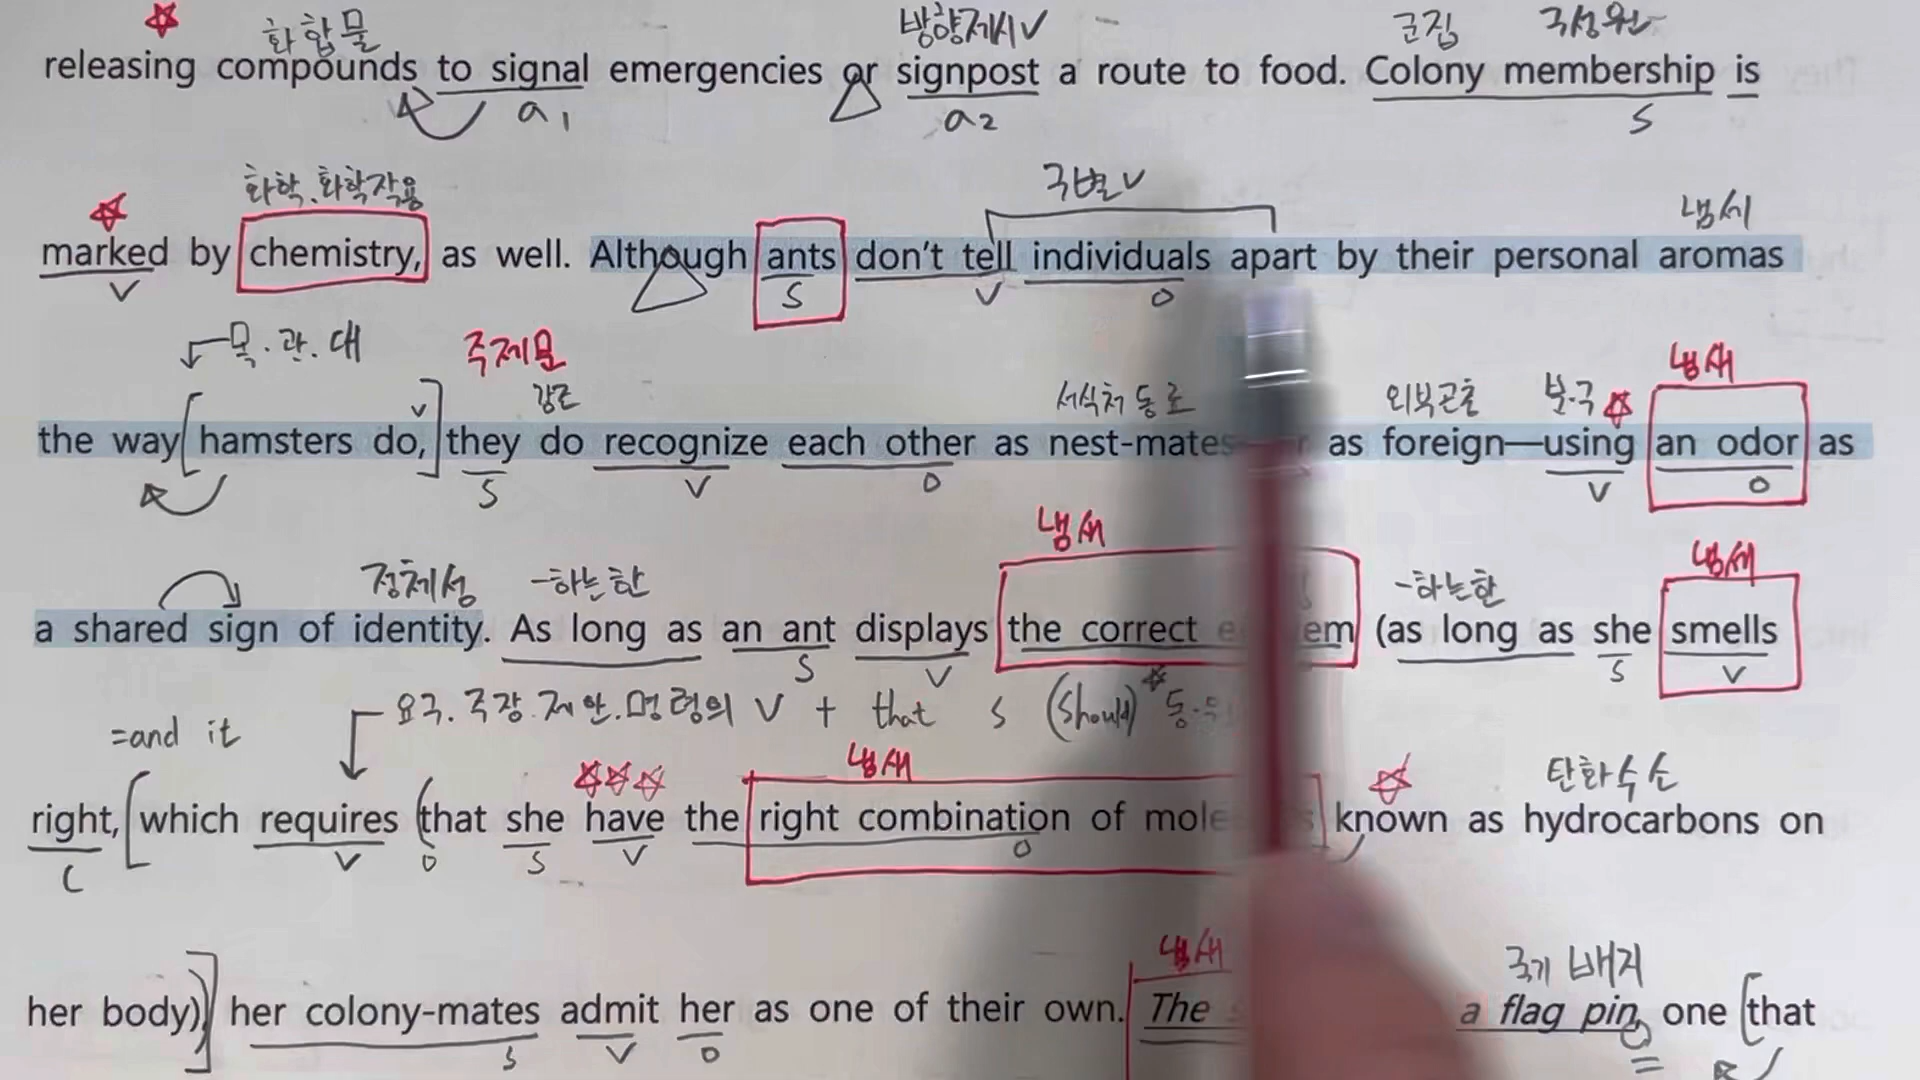 화합물 방향제시V 군집 구성원
releasing compounds to signal emergencies or signpost a route to food. Colony membership is
a1 a2 S
화학.화학작용 구별V 냄새
marked by chemistry, as well. Although ants don't tell individuals apart by their personal aromas
V S V O
목.관.대 주제문 강조 서식처 동료 외부곤충 분.구 냄새
the way hamsters do, they do recognize each other as nest-mates as foreign—using an odor as
V S V O V O
정체성 -하는한 냄새 -하는한 냄새
a shared sign of identity. As long as an ant displays the correct (as long as she smells
S V S V
=and it 요구.주장.제안.명령의 V + that S (should)
냄새 탄화수소
right, which requires (that she have the right combination of known as hydrocarbons on
C V O S V O
냄새 국기 배지
her body), her colony-mates admit her as one of their own. The a flag pin, one that
S V O